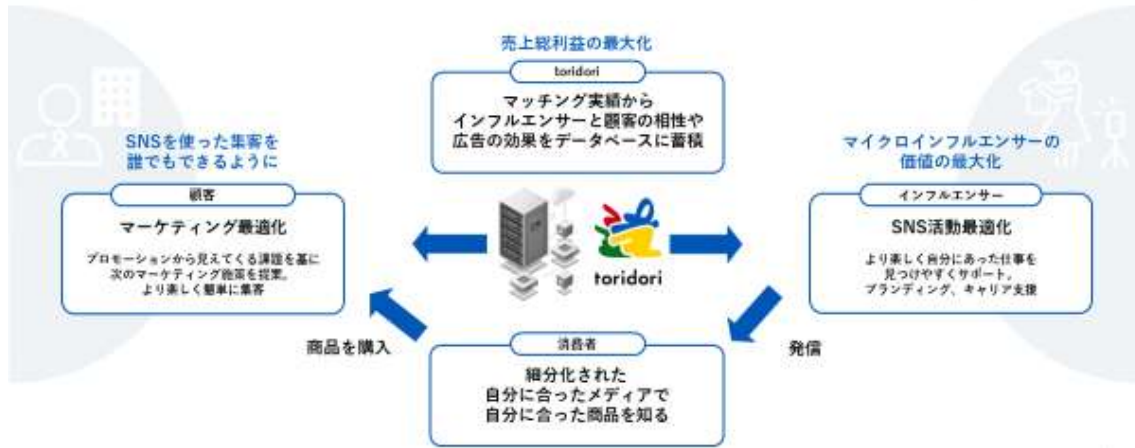 売上総利益の最大化
toridori
マッチング実績から
インフルエンサーと顧客の相性や
広告の効果をデータベースに蓄積
SNSを使った集客を
誰でもできるように
顧客
マーケティング最適化
プロモーションから見えてくる課題を基に
次のマーケティング施策を提案。
より楽しく簡単に集客
toridori
マイクロインフルエンサーの
価値の最大化
インフルエンサー
SNS活動最適化
より楽しく自分にあった仕事を
見つけやすくサポート。
ブランディング、キャリア支援
商品を購入
発信
消費者
細分化された
自分に合ったメディアで
自分に合った商品を知る